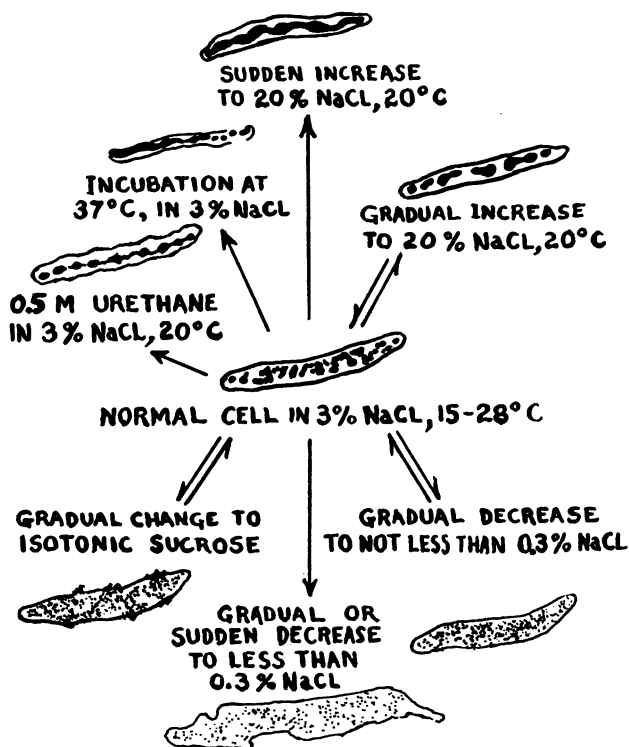 SUDDEN INCREASE
TO 20% NaCL, 20°C
INCUBATION AT
37°C, IN 3% NaCL
GRADUAL INCREASE
TO 20% NaCL, 20°C
0.5 M URETHANE
IN 3% NaCL, 20°C
NORMAL CELL IN 3% NaCL, 15-28°C
GRADUAL CHANGE TO
ISOTONIC SUCROSE
GRADUAL DECREASE
TO NOT LESS THAN 0.3% NaCL
GRADUAL OR
SUDDEN DECREASE
TO LESS THAN
0.3% NaCL